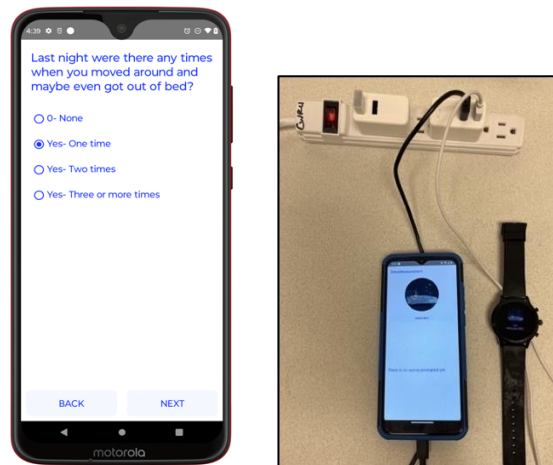 4:39
Last night were there any times
when you moved around and
maybe even got out of bed?
0- None
Yes- One time
Yes- Two times
Yes- Three or more times
BACK
NEXT
motorola
CWRU